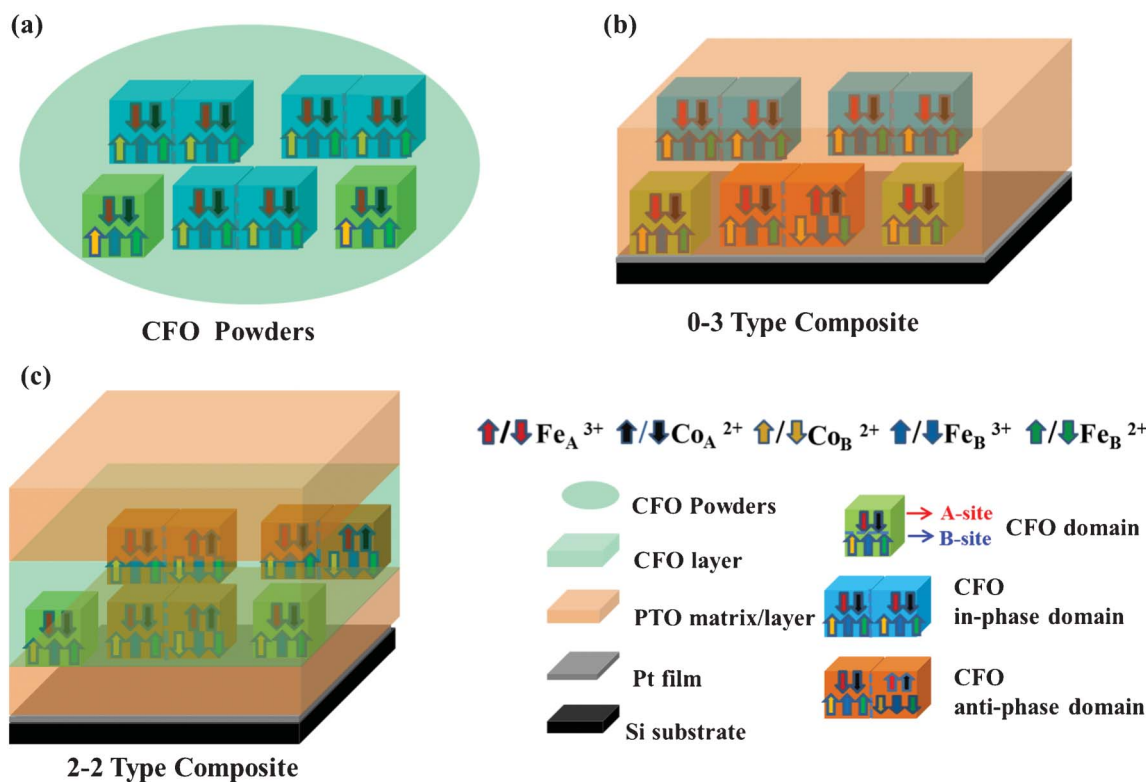 (a)
(b)
CFO Powders
0-3 Type Composite
(c)
/ Fe_A ³⁺ / Co_A ²⁺ / Co_B ²⁺ / Fe_B ³⁺ / Fe_B ²⁺
CFO Powders
CFO layer
PTO matrix/layer
Pt film
Si substrate
A-site
B-site
CFO domain
CFO
in-phase domain
CFO
anti-phase domain
2-2 Type Composite